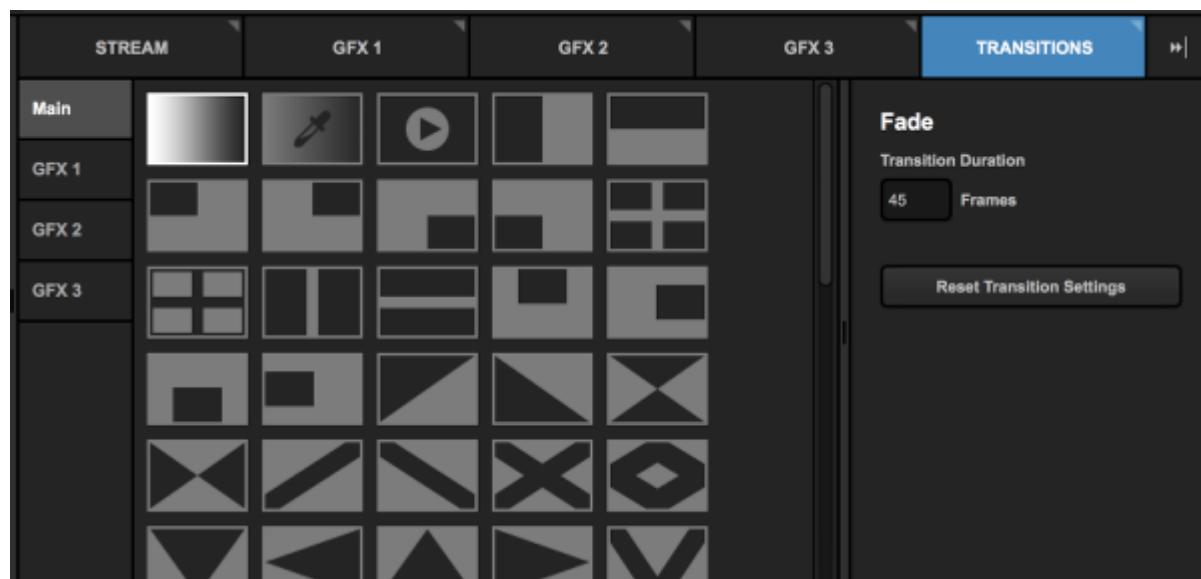 STREAM GFX 1 GFX 2 GFX 3 TRANSITIONS
Main
GFX 1
GFX 2
GFX 3
Fade
Transition Duration
45 Frames
Reset Transition Settings